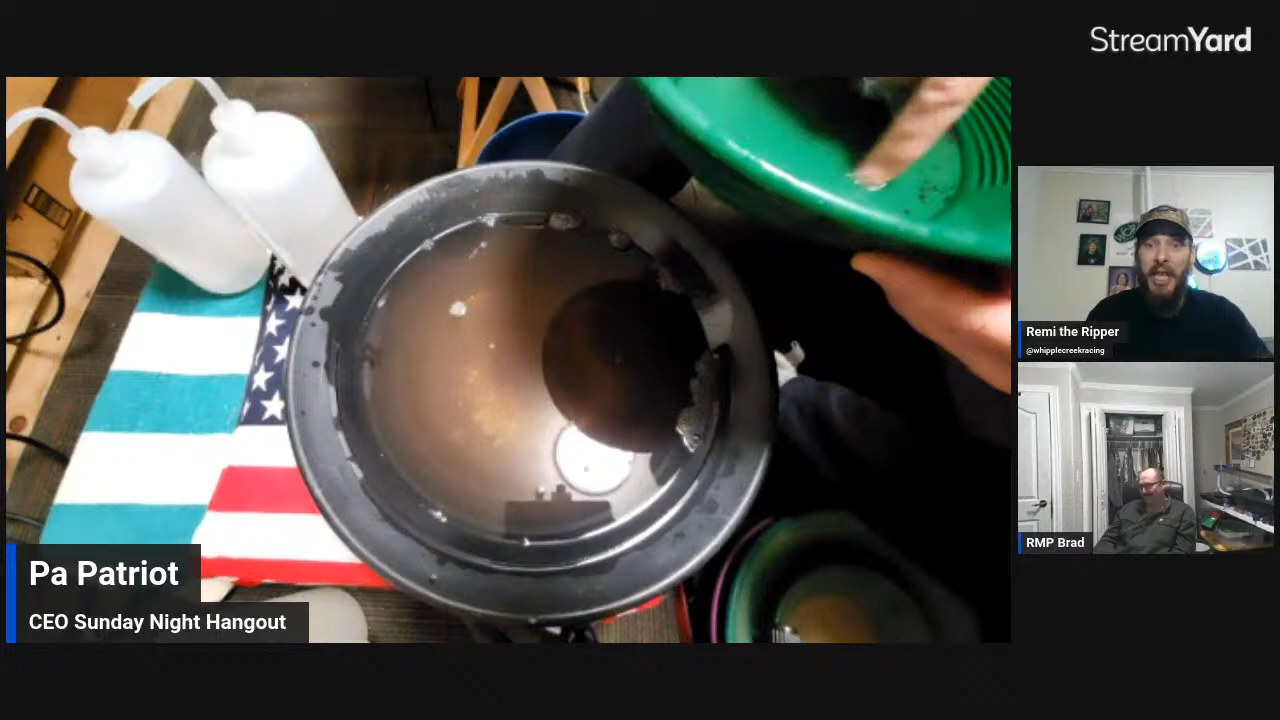 StreamYard
Pa Patriot
CEO Sunday Night Hangout
Remi the Ripper
@whipplecreekracing
RMP Brad